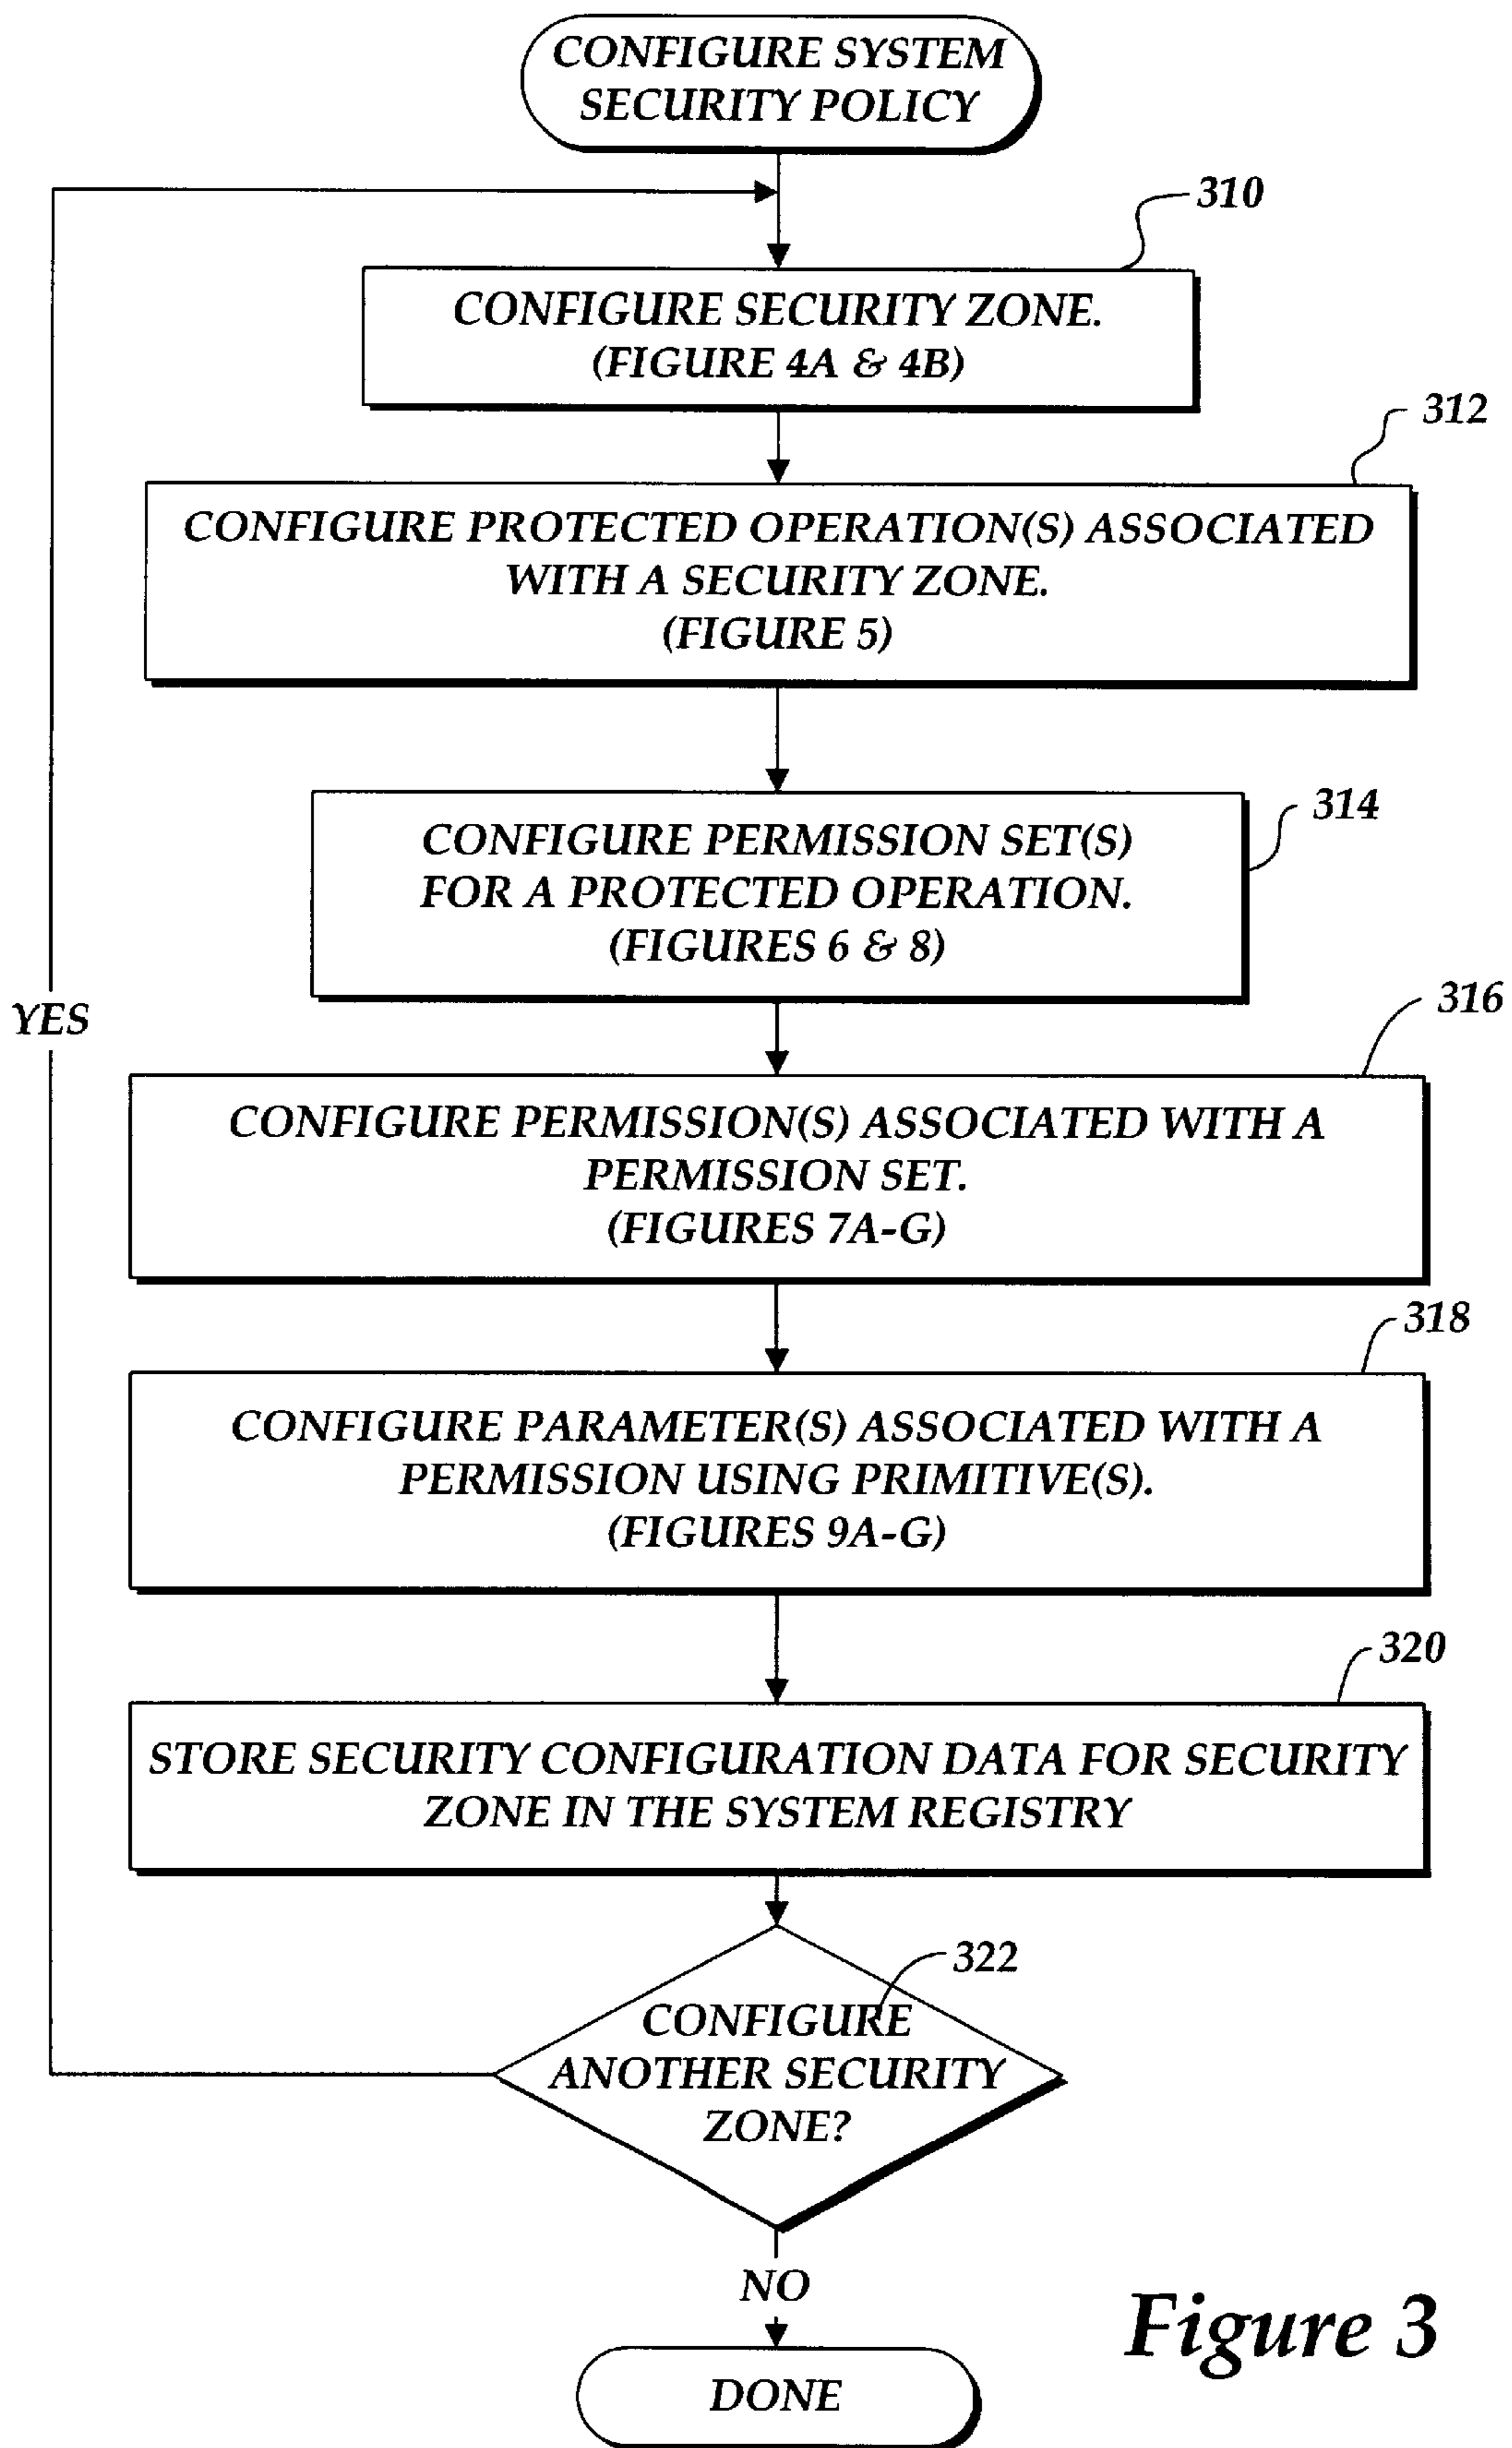 CONFIGURE SYSTEM
SECURITY POLICY
310
CONFIGURE SECURITY ZONE.
(FIGURE 4A & 4B)
312
CONFIGURE PROTECTED OPERATION(S) ASSOCIATED
WITH A SECURITY ZONE.
(FIGURE 5)
314
CONFIGURE PERMISSION SET(S)
FOR A PROTECTED OPERATION.
(FIGURES 6 & 8)
YES
316
CONFIGURE PERMISSION(S) ASSOCIATED WITH A
PERMISSION SET.
(FIGURES 7A-G)
318
CONFIGURE PARAMETER(S) ASSOCIATED WITH A
PERMISSION USING PRIMITIVE(S).
(FIGURES 9A-G)
320
STORE SECURITY CONFIGURATION DATA FOR SECURITY
ZONE IN THE SYSTEM REGISTRY
322
CONFIGURE
ANOTHER SECURITY
ZONE?
NO
DONE
Figure 3